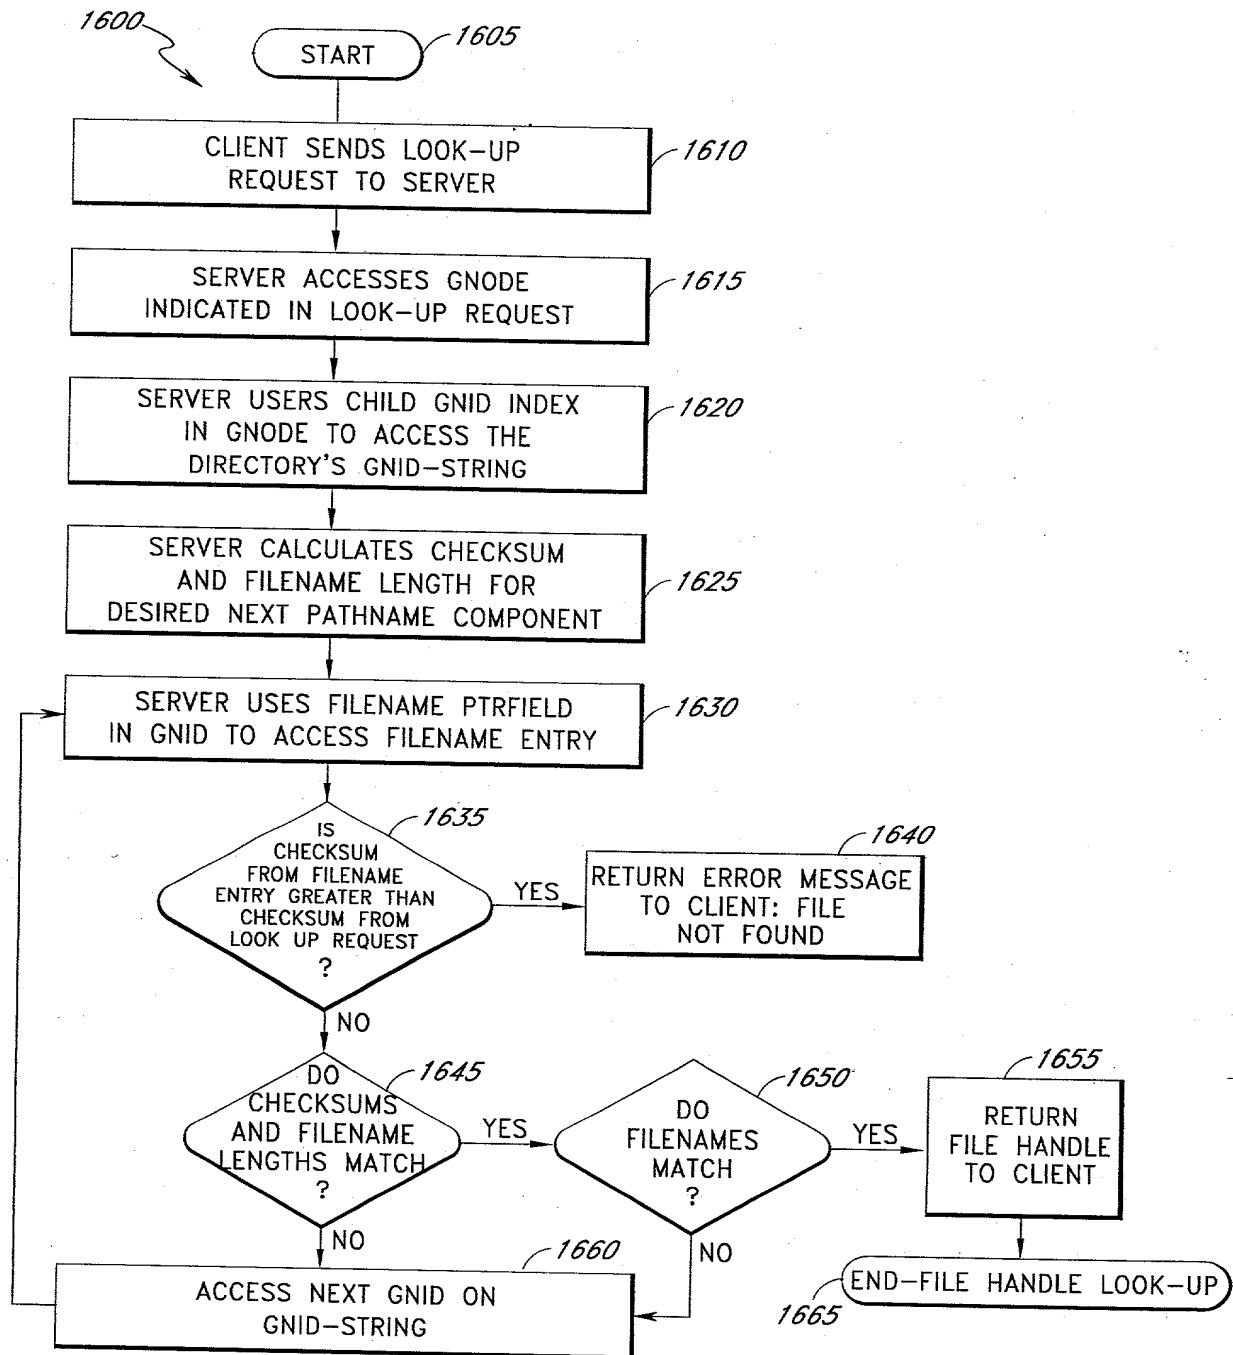 1600
START
1605
CLIENT SENDS LOOK-UP
REQUEST TO SERVER
1610
SERVER ACCESSES GNODE
INDICATED IN LOOK-UP REQUEST
1615
SERVER USERS CHILD GNID INDEX
IN GNODE TO ACCESS THE
DIRECTORY'S GNID-STRING
1620
SERVER CALCULATES CHECKSUM
AND FILENAME LENGTH FOR
DESIRED NEXT PATHNAME COMPONENT
1625
SERVER USES FILENAME PTRFIELD
IN GNID TO ACCESS FILENAME ENTRY
1630
IS
CHECKSUM
FROM FILENAME
ENTRY GREATER THAN
CHECKSUM FROM
LOOK UP REQUEST
?
1635
YES
RETURN ERROR MESSAGE
TO CLIENT: FILE
NOT FOUND
1640
NO
DO
CHECKSUMS
AND FILENAME
LENGTHS MATCH
?
1645
YES
DO
FILENAMES
MATCH
?
1650
YES
RETURN
FILE HANDLE
TO CLIENT
1655
NO
NO
ACCESS NEXT GNID ON
GNID-STRING
1660
END-FILE HANDLE LOOK-UP
1665